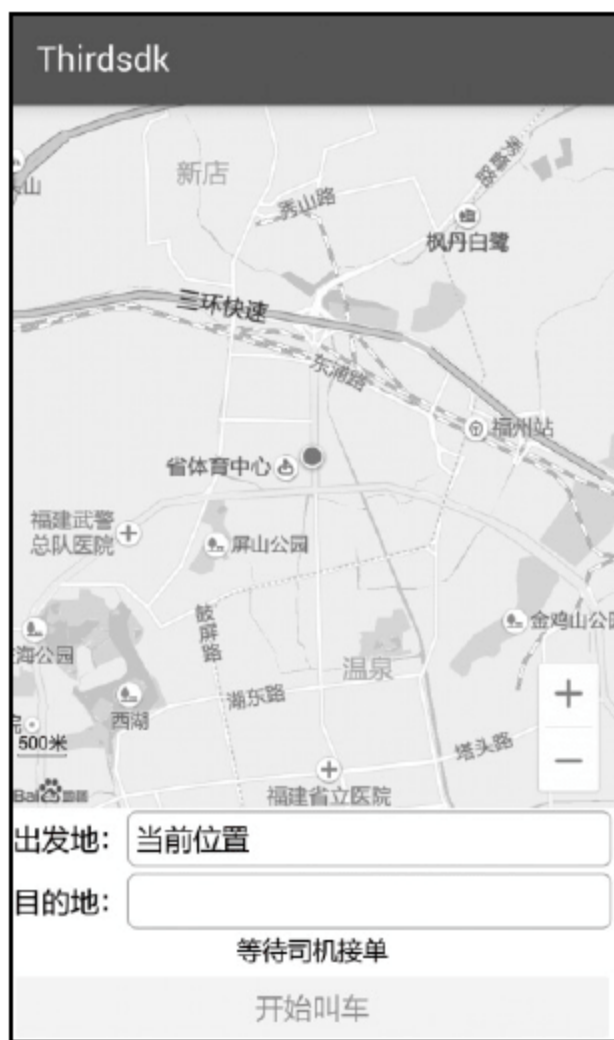 Thirdsdk
新店
秀峰路
秀山路
枫丹白鹭
三环快速
东浦路
福州站
省体育中心
福建武警
总队医院
屏山公园
鼓屏路
金鸡山公园
海公园
温泉
湖东路
西湖
500米
塔头路
福建省立医院
出发地：
当前位置
目的地：
等待司机接单
开始叫车